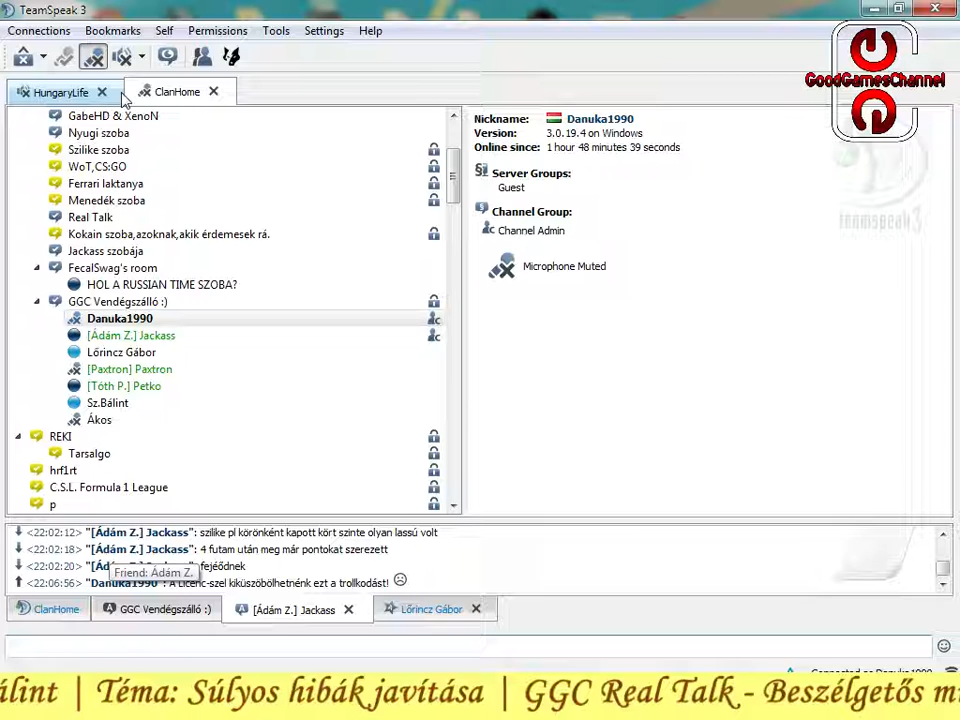 TeamSpeak 3
Connections Bookmarks Self Permissions Tools Settings Help
GoodGamesChannel
HungaryLife ClanHome
GabeHD & XenoN
Nyugi szoba
Szilike szoba
WoT,CS:GO
Ferrari laktanya
Menedék szoba
Real Talk
Kokain szoba,azoknak,akik érdemesek rá.
Jackass szobája
FecalSwag's room
HOL A RUSSIAN TIME SZOBA?
GGC Vendégszálló :)
Danuka1990
[Ádám Z.] Jackass
Lőrincz Gábor
[Paxtron] Paxtron
[Tóth P.] Petko
Sz.Bálint
Ákos
REKI
Tarsalgo
hrf1rt
C.S.L. Formula 1 League
p
Nickname: Danuka1990
Version: 3.0.19.4 on Windows
Online since: 1 hour 48 minutes 39 seconds
Server Groups:
Guest
Channel Group:
Channel Admin
Microphone Muted
teamspeak3
<22:02:12> "[Ádám Z.] Jackass": szilike pl körönként kapott kört szinte olyan lassú volt
<22:02:18> "[Ádám Z.] Jackass": 4 futam után meg már pontokat szerezett
<22:02:20> "[Ádám Z.] Jackass": fejeődnek
Friend: Ádám Z.
<22:06:56> "Danuka1990": A Licenc-szel kiküszöbölhetnénk ezt a trollkodást!
ClanHome GGC Vendégszálló :) [Ádám Z.] Jackass Lőrincz Gábor
Connected as Danuka1990
álint | Téma: Súlyos hibák javítása | GGC Real Talk - Beszélgetős m